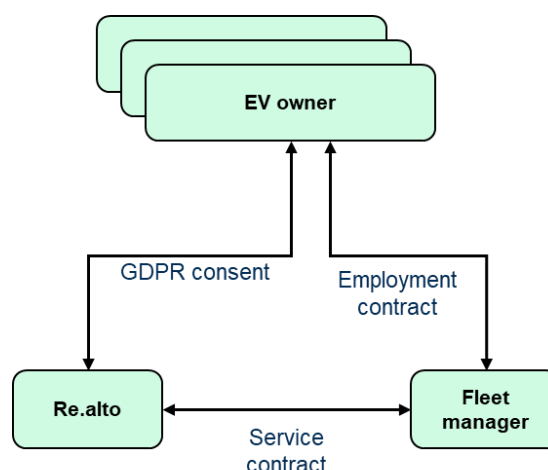 EV owner
GDPR consent
Employment
contract
Re.alto
Fleet
manager
Service
contract